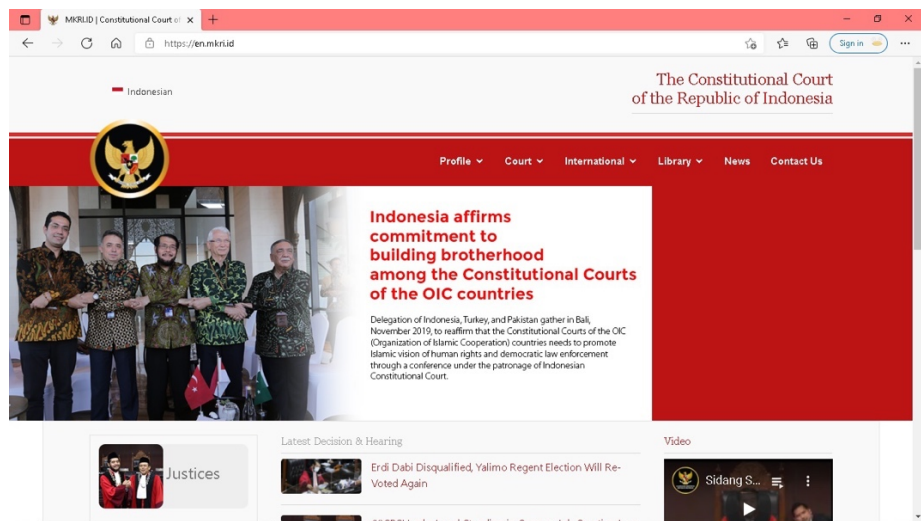 MKRI.ID | Constitutional Court of
https://en.mkri.id
Sign in
Indonesian
The Constitutional Court
of the Republic of Indonesia
Profile
Court
International
Library
News
Contact Us
Indonesia affirms
commitment to
building brotherhood
among the Constitutional Courts
of the OIC countries
Delegation of Indonesia, Turkey, and Pakistan gather in Bali,
November 2019, to reaffirm that the Constitutional Courts of the OIC
(Organization of Islamic Cooperation) countries needs to promote
Islamic vision of human rights and democratic law enforcement
through a conference under the patronage of Indonesian
Constitutional Court.
Justices
Latest Decision & Hearing
Erdi Dabi Disqualified, Yalimo Regent Election Will Re-
Voted Again
Video
Sidang S...